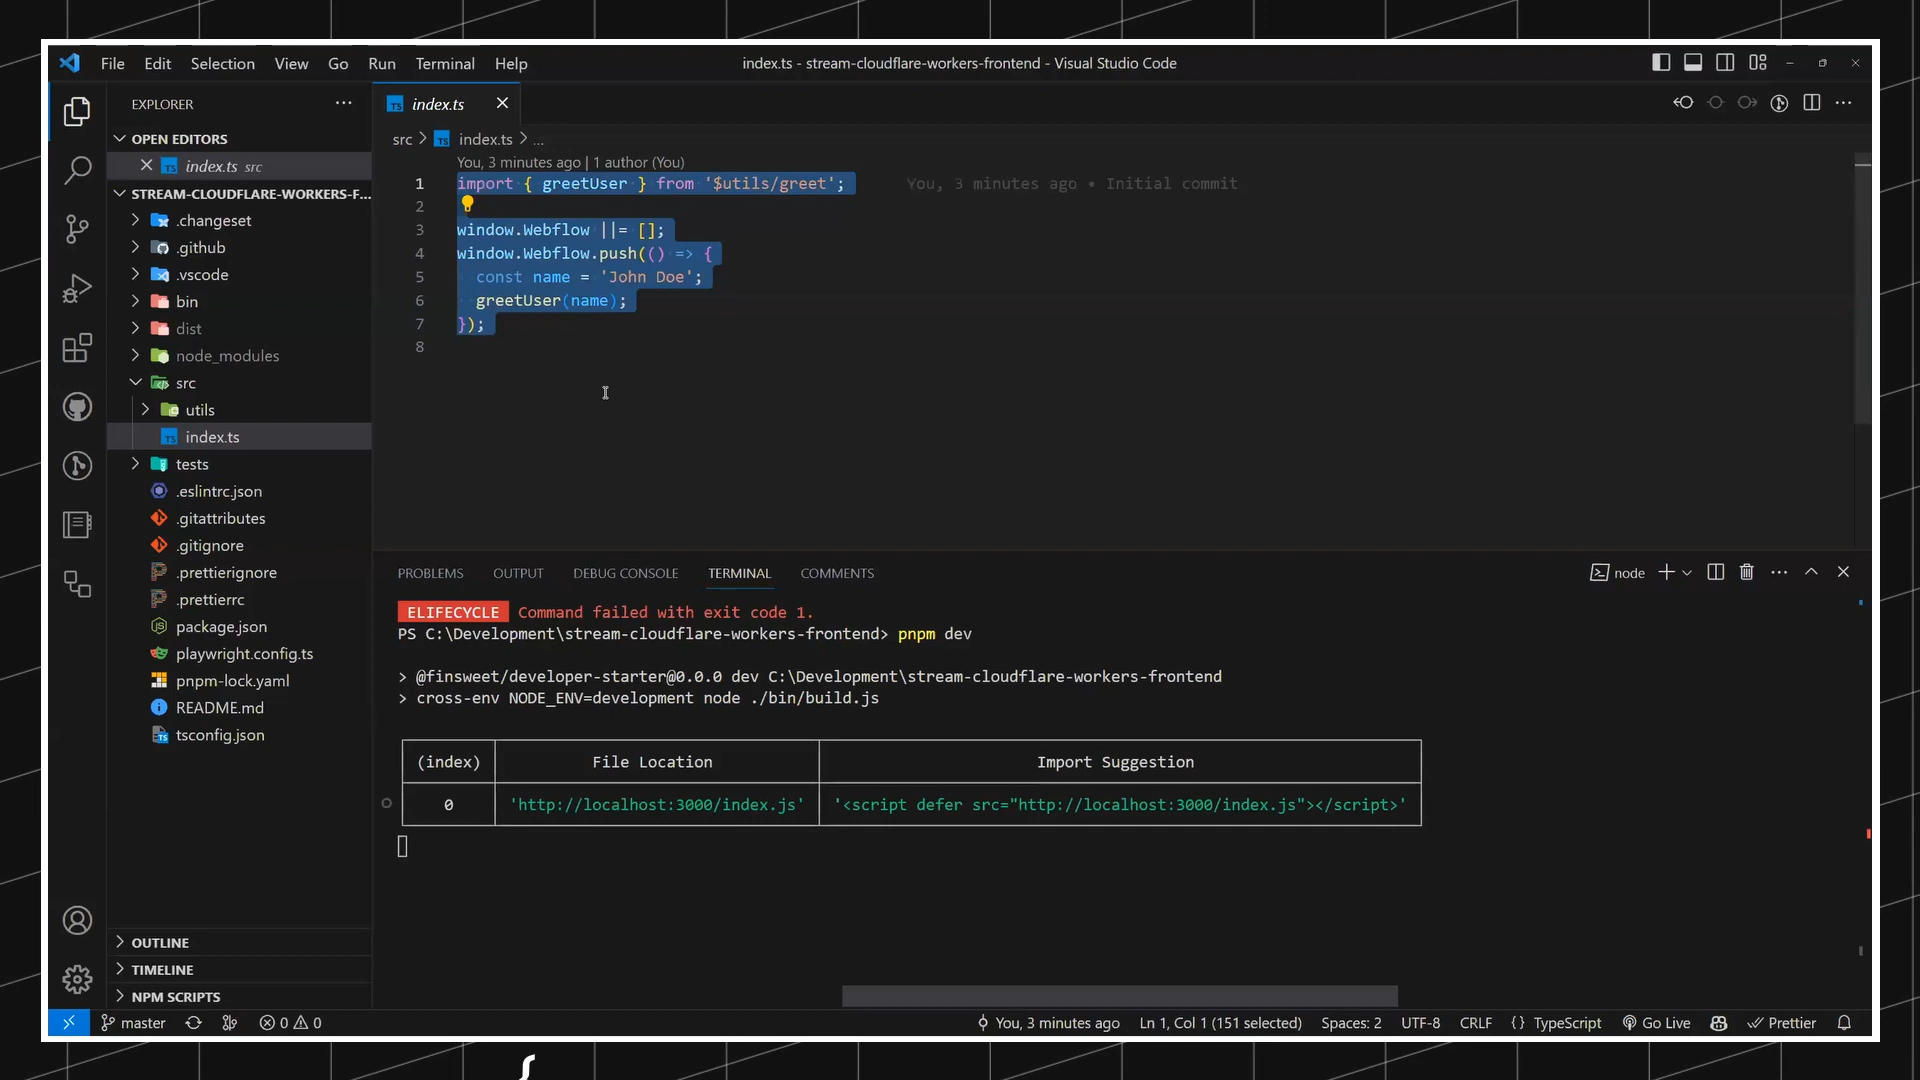 File Edit Selection View Go Run Terminal Help
index.ts - stream-cloudflare-workers-frontend - Visual Studio Code
EXPLORER
OPEN EDITORS
index.ts src
STREAM-CLOUDFLARE-WORKERS-F...
.changeset
.github
.vscode
bin
dist
node_modules
src
utils
index.ts
tests
.eslintrc.json
.gitattributes
.gitignore
.prettierignore
.prettierrc
package.json
playwright.config.ts
pnpm-lock.yaml
README.md
tsconfig.json
OUTLINE
TIMELINE
NPM SCRIPTS
index.ts
src > index.ts > ...
You, 3 minutes ago | 1 author (You)
1 import { greetUser } from '$utils/greet'; You, 3 minutes ago • Initial commit
2
3 window.Webflow ||= [];
4 window.Webflow.push(() => {
5 const name = 'John Doe';
6 greetUser(name);
7 });
8
PROBLEMS OUTPUT DEBUG CONSOLE TERMINAL COMMENTS
node
ELIFECYCLE Command failed with exit code 1.
PS C:\Development\stream-cloudflare-workers-frontend> pnpm dev
> @finsweet/developer-starter@0.0.0 dev C:\Development\stream-cloudflare-workers-frontend
> cross-env NODE_ENV=development node ./bin/build.js
(index) File Location Import Suggestion
0 'http://localhost:3000/index.js' '<script defer src="http://localhost:3000/index.js"></script>'
master 0 0 You, 3 minutes ago Ln 1, Col 1 (151 selected) Spaces: 2 UTF-8 CRLF {} TypeScript Go Live Prettier
{